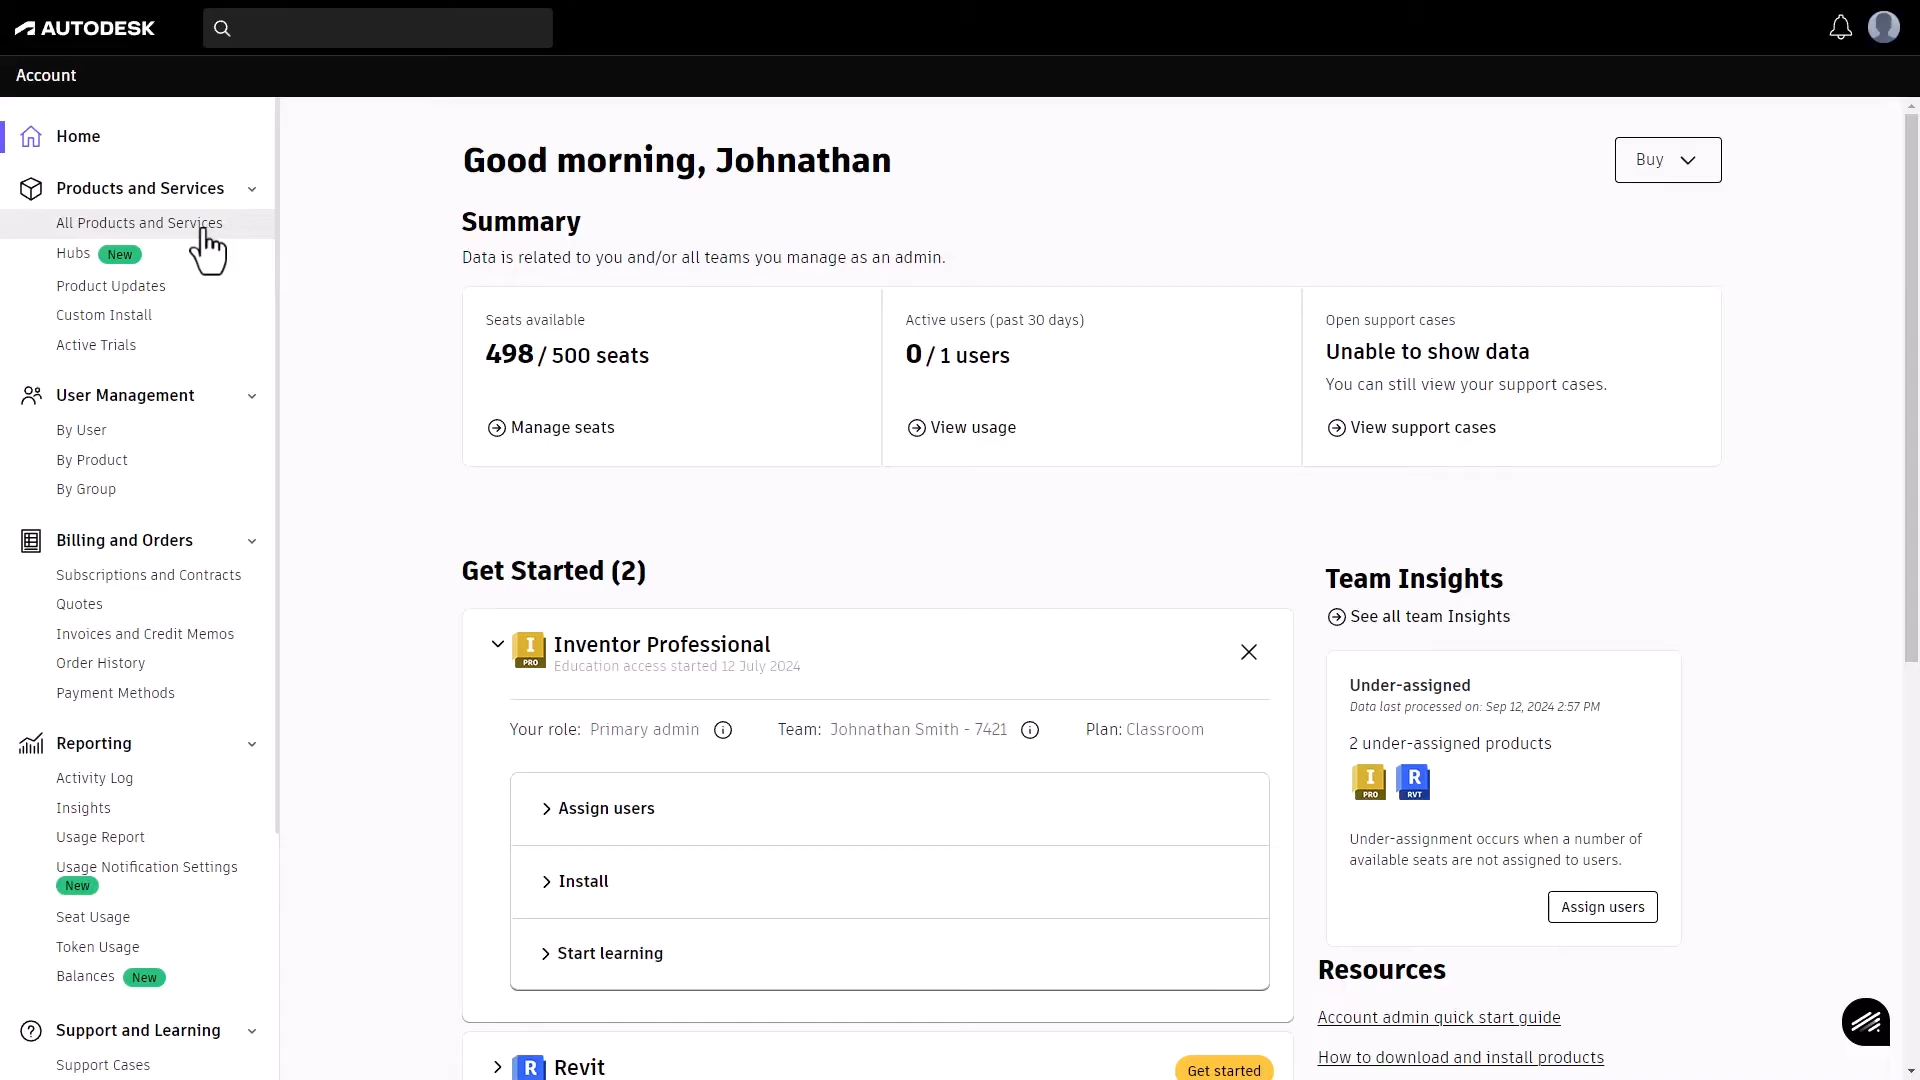 AUTODESK
Account
Home
Products and Services
All Products and Services
Hubs New
Product Updates
Custom Install
Active Trials
User Management
By User
By Product
By Group
Billing and Orders
Subscriptions and Contracts
Quotes
Invoices and Credit Memos
Order History
Payment Methods
Reporting
Activity Log
Insights
Usage Report
Usage Notification Settings
New
Seat Usage
Token Usage
Balances New
Support and Learning
Support Cases
Good morning, Johnathan
Buy
Summary
Data is related to you and/or all teams you manage as an admin.
Seats available
498 / 500 seats
Manage seats
Active users (past 30 days)
0 / 1 users
View usage
Open support cases
Unable to show data
You can still view your support cases.
View support cases
Get Started (2)
I
PRO
Inventor Professional
Education access started 12 July 2024
Your role: Primary admin
Team: Johnathan Smith - 7421
Plan: Classroom
Assign users
Install
Start learning
R
Revit
Get started
Team Insights
See all team Insights
Under-assigned
Data last processed on: Sep 12, 2024 2:57 PM
2 under-assigned products
I
PRO
R
RVT
Under-assignment occurs when a number of
available seats are not assigned to users.
Assign users
Resources
Account admin quick start guide
How to download and install products